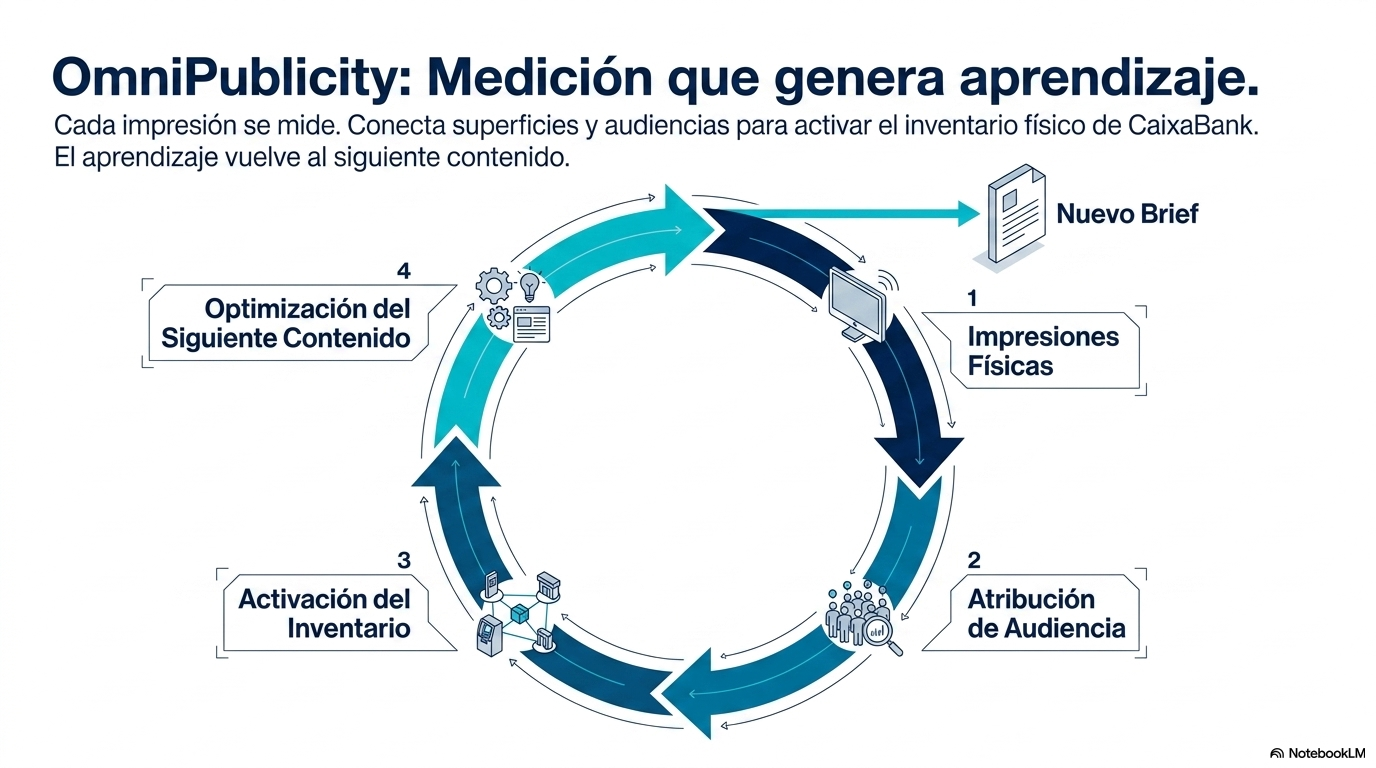 OmniPublicity: Medición que genera aprendizaje.
Cada impresión se mide. Conecta superficies y audiencias para activar el inventario físico de CaixaBank.
El aprendizaje vuelve al siguiente contenido.
Nuevo Brief
4
Optimización del
Siguiente Contenido
1
Impresiones
Físicas
3
Activación del
Inventario
2
Atribución
de Audiencia
NotebookLM